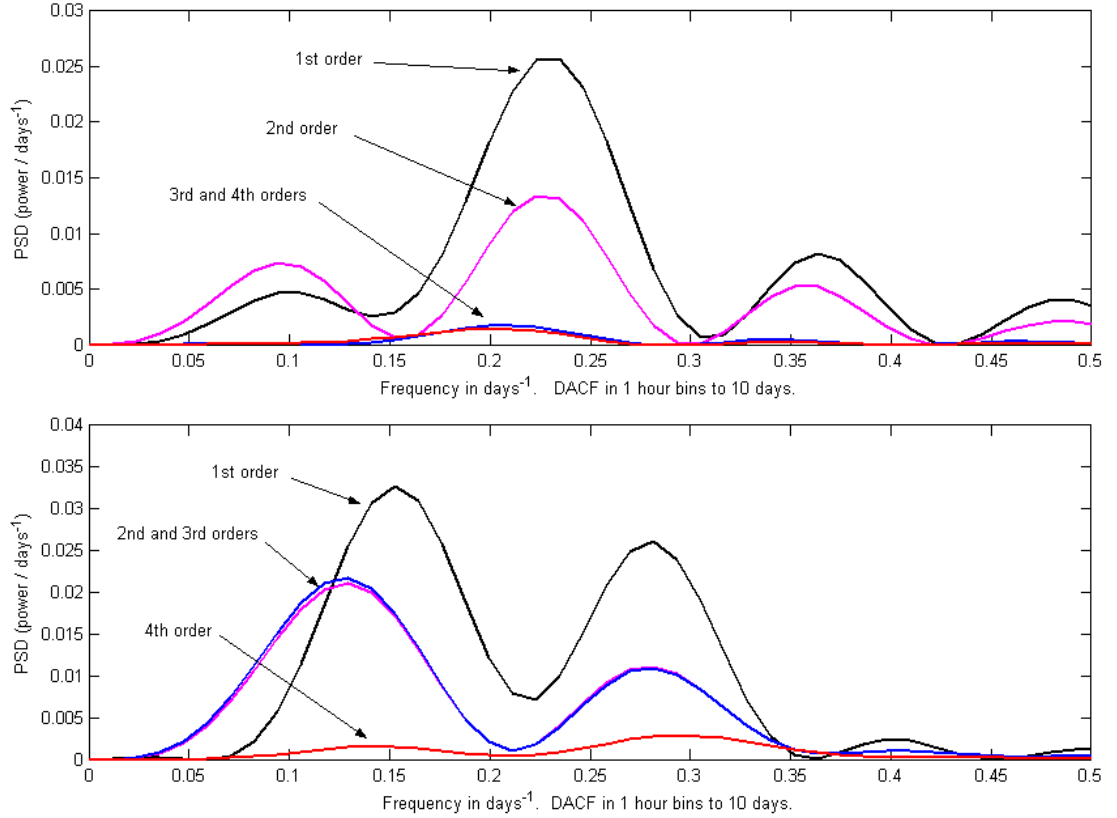 0.03
0.025
0.02
0.015
0.01
0.005
0
PSD (power / days-1)
1st order
2nd order
3rd and 4th orders
0 0.05 0.1 0.15 0.2 0.25 0.3 0.35 0.4 0.45 0.5
Frequency in days-1. DACF in 1 hour bins to 10 days.
0.04
0.035
0.03
0.025
0.02
0.015
0.01
0.005
0
PSD (power / days-1)
1st order
2nd and 3rd orders
4th order
0 0.05 0.1 0.15 0.2 0.25 0.3 0.35 0.4 0.45 0.5
Frequency in days-1. DACF in 1 hour bins to 10 days.